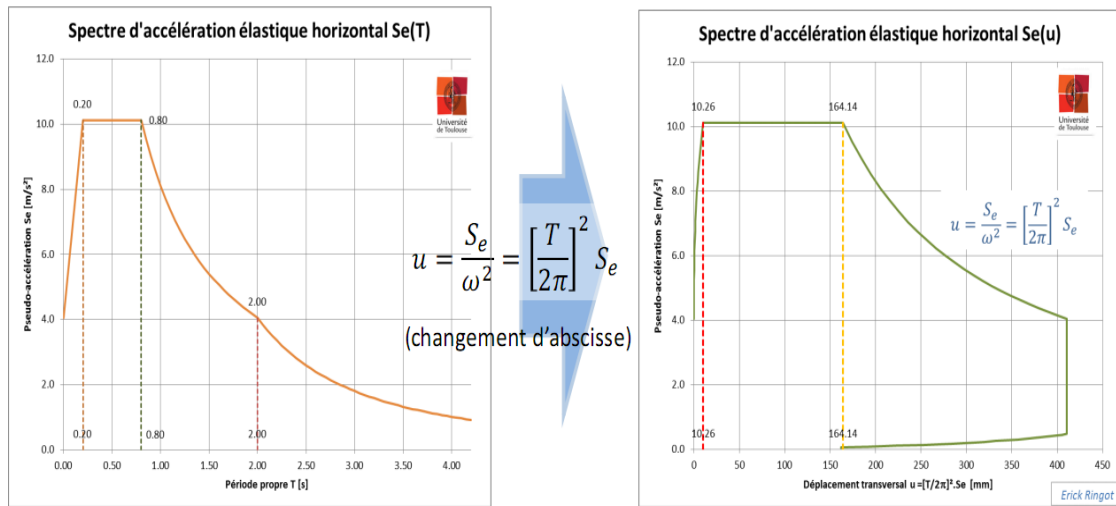 Spectre d'accélération élastique horizontal Se(T)
12.0
10.0
8.0
6.0
4.0
2.0
0.0
Pseudo-accélération Se [m/s²]
0.20
0.80
2.00
0.20
0.80
2.00
0.00 0.50 1.00 1.50 2.00 2.50 3.00 3.50 4.00
Période propre T [s]
Université
de Toulouse
u = Se/ω² = [T/2π]² Se
(changement d'abscisse)
Spectre d'accélération élastique horizontal Se(u)
12.0
10.0
8.0
6.0
4.0
2.0
0.0
Pseudo-accélération Se [m/s²]
10.26
164.14
10.26
164.14
0 50 100 150 200 250 300 350 400 450
Déplacement transversal u =[T/2π]².Se [mm]
Université
de Toulouse
u = Se/ω² = [T/2π]² Se
Erick Ringot